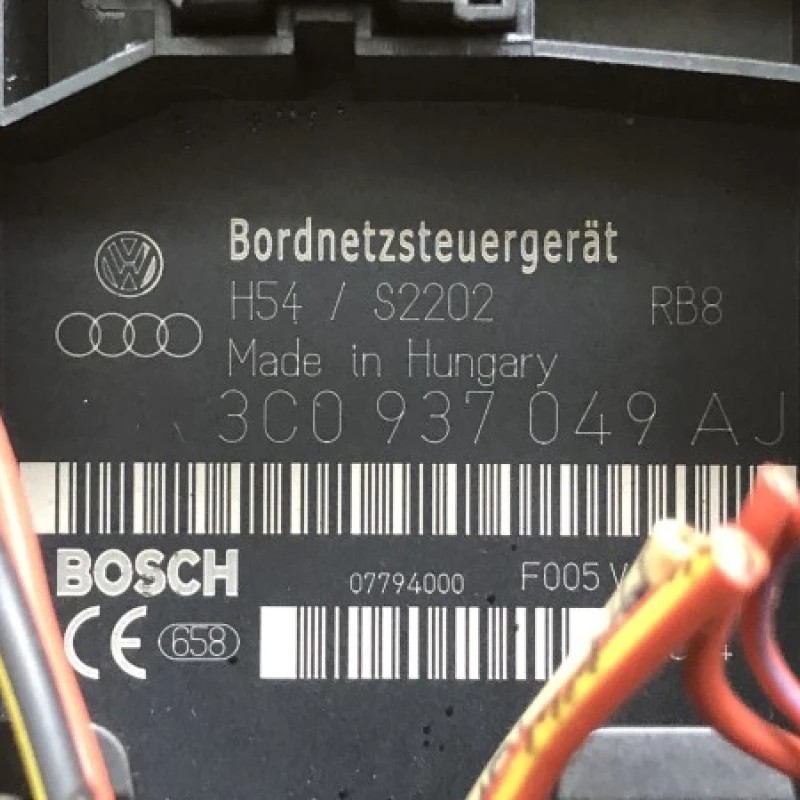 Bordnetzsteuergerät
H54 / S2202 RB8
Made in Hungary
3C0 937 049 AJ
BOSCH 07794000 F005 V
CE 658